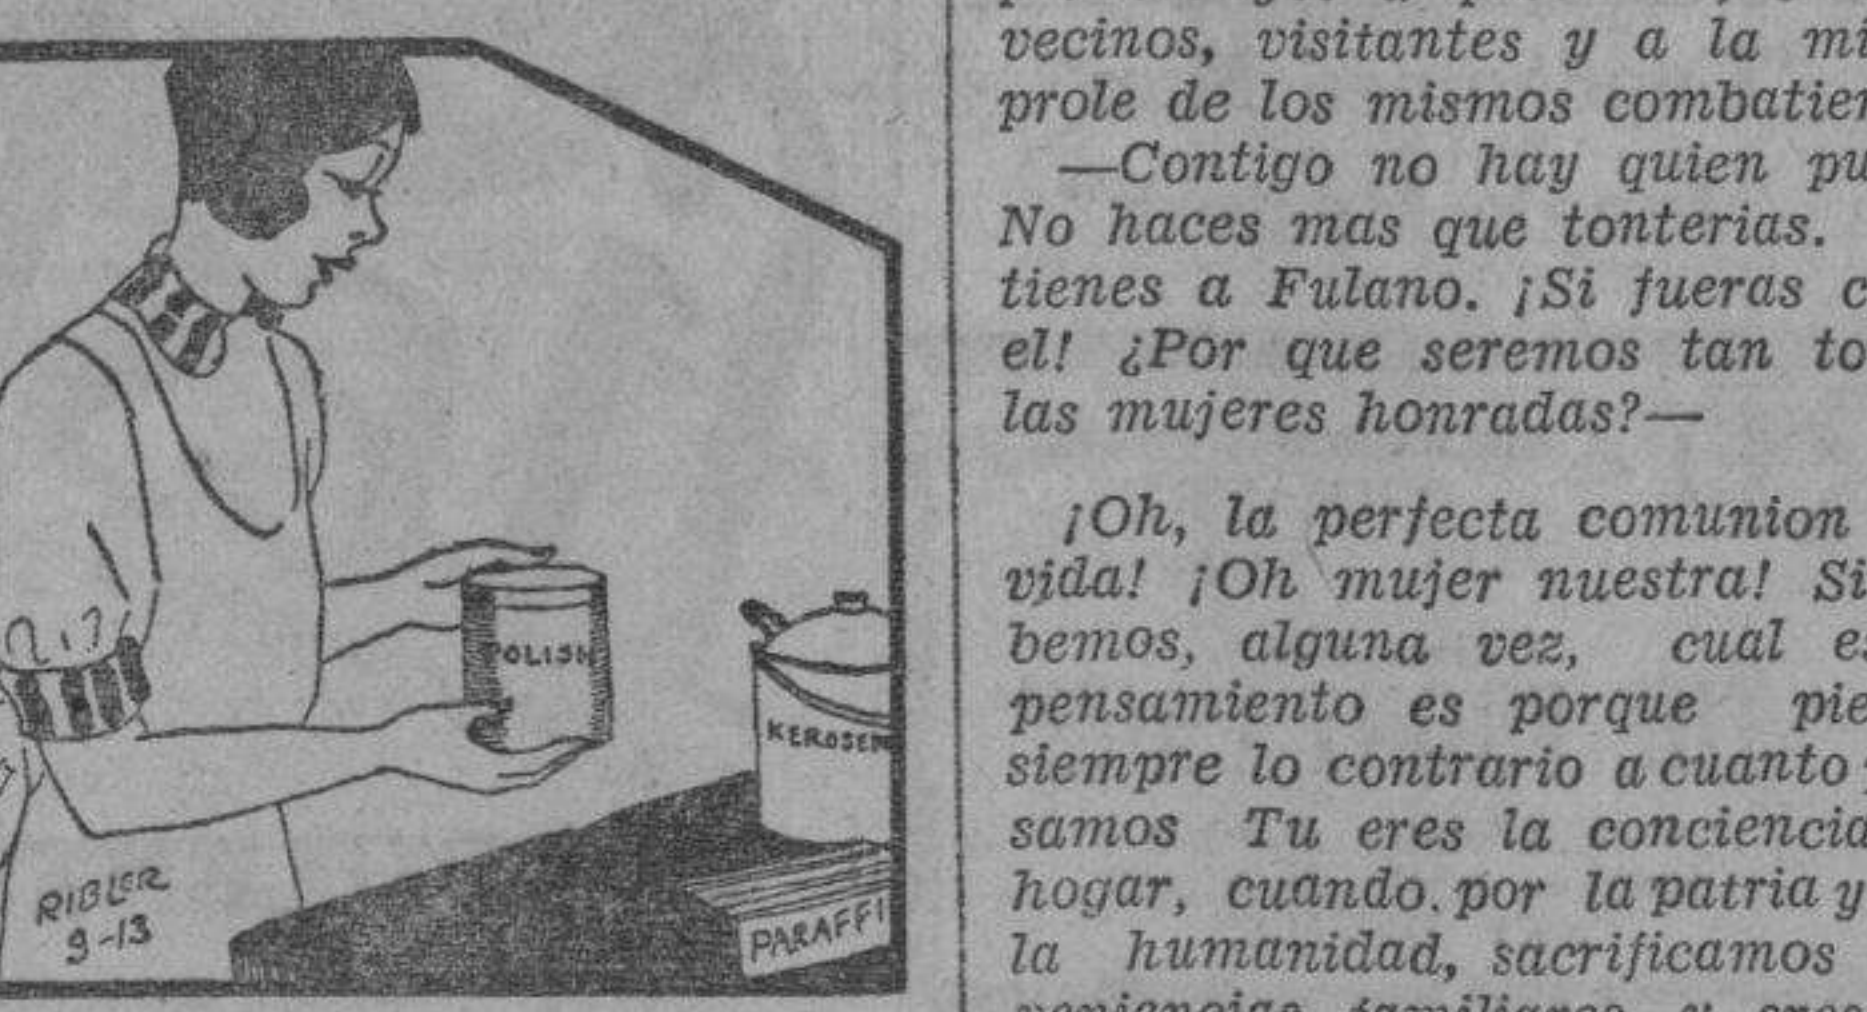 POLISH
KEROSEN
PARAFFI
RIBLER
9-13
vecinos, visitantes y a la mi
prole de los mismos combatien
—Contigo no hay quien pu
No haces mas que tonterias.
tienes a Fulano. ¡Si fueras c
el! ¿Por que seremos tan to
las mujeres honradas?—
¡Oh, la perfecta comunion
vida! ¡Oh mujer nuestra! Si
bemos, alguna vez, cual es
pensamiento es porque pie
siempre lo contrario a cuanto
samos Tu eres la conciencia
hogar, cuando. por la patria y
la humanidad, sacrificamos